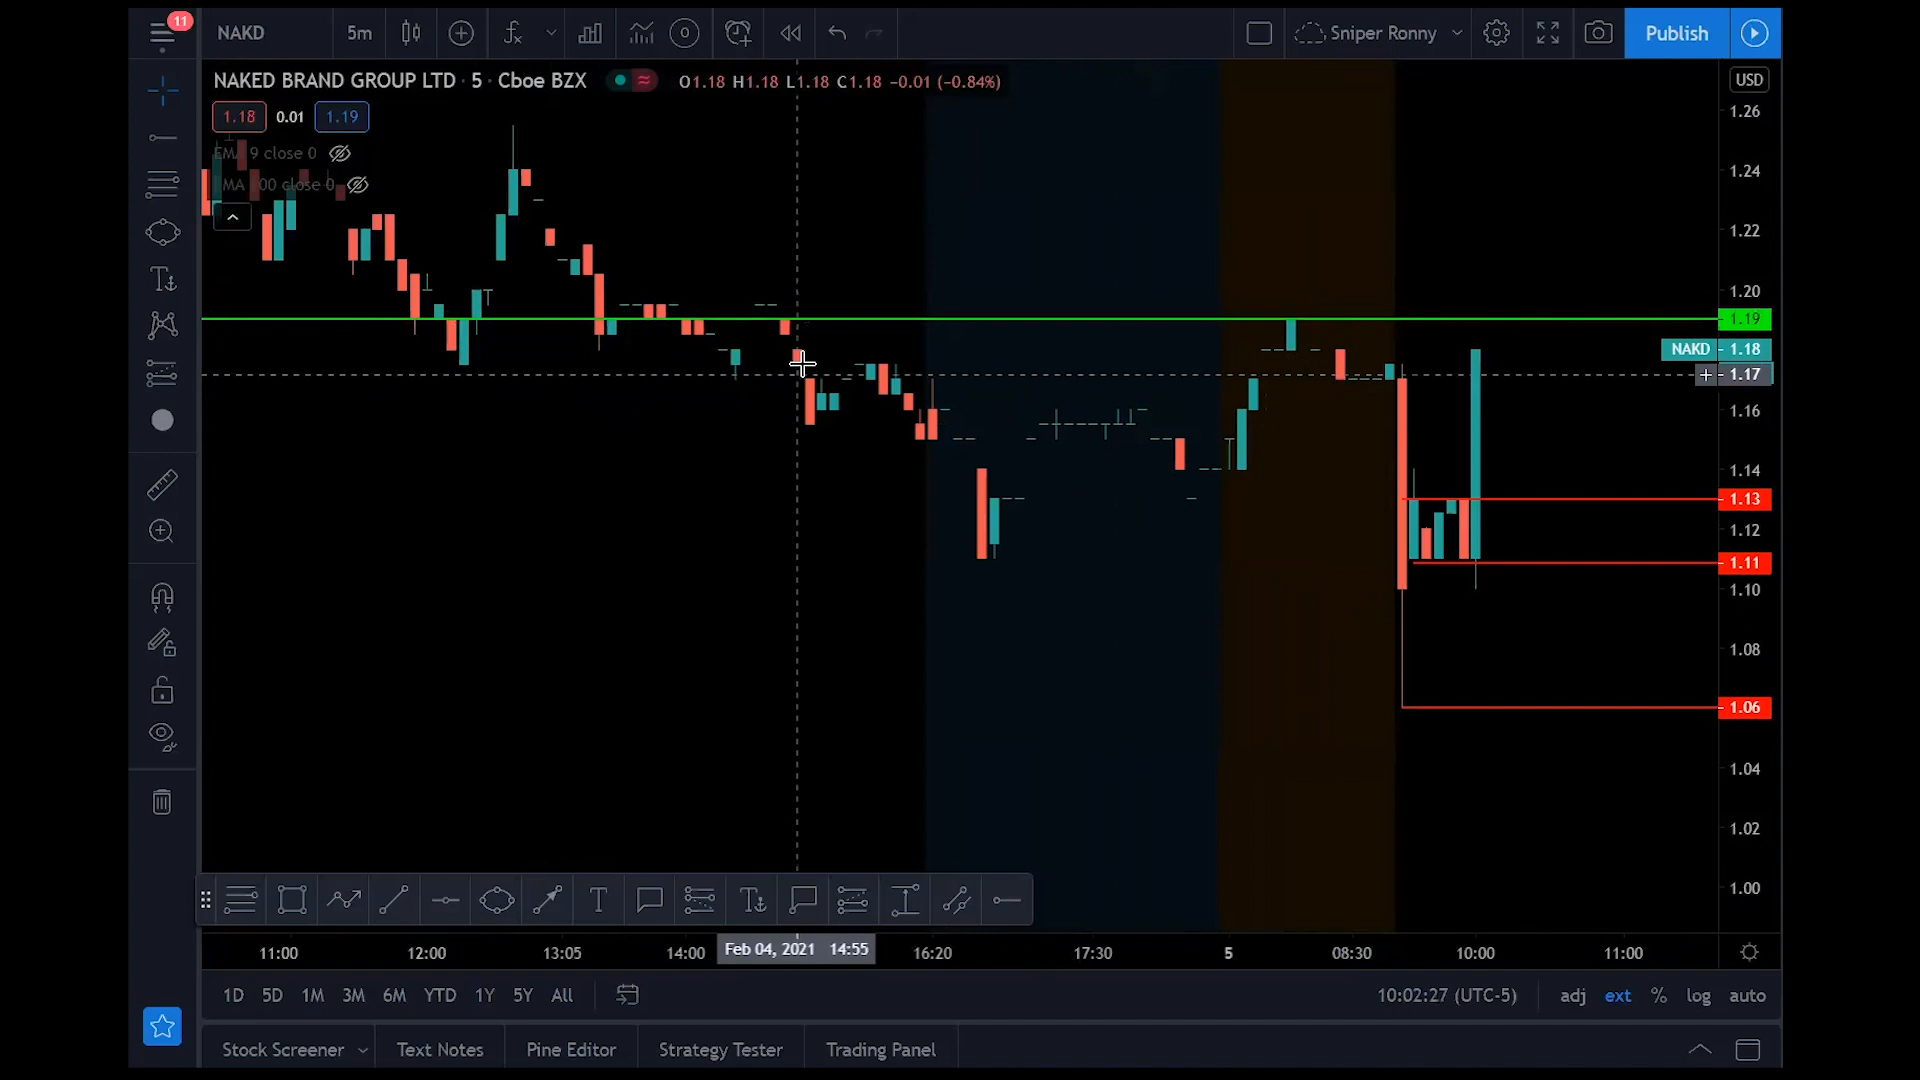 11
NAKD
5m
Sniper Ronny
Publish
NAKED BRAND GROUP LTD · 5 · Cboe BZX
O1.18 H1.18 L1.18 C1.18 −0.01 (−0.84%)
USD
1.18 0.01 1.19
EMA 9 close 0
close 0
1.26
1.24
1.22
1.20
1.19
NAKD 1.18
1.17
1.16
1.14
1.13
1.12
1.11
1.10
1.08
1.06
1.04
1.02
1.00
11:00 12:00 13:05 14:00 Feb 04, 2021 14:55 16:20 17:30 5 08:30 10:00 11:00
1D 5D 1M 3M 6M YTD 1Y 5Y All
10:02:27 (UTC-5) adj ext % log auto
Stock Screener Text Notes Pine Editor Strategy Tester Trading Panel